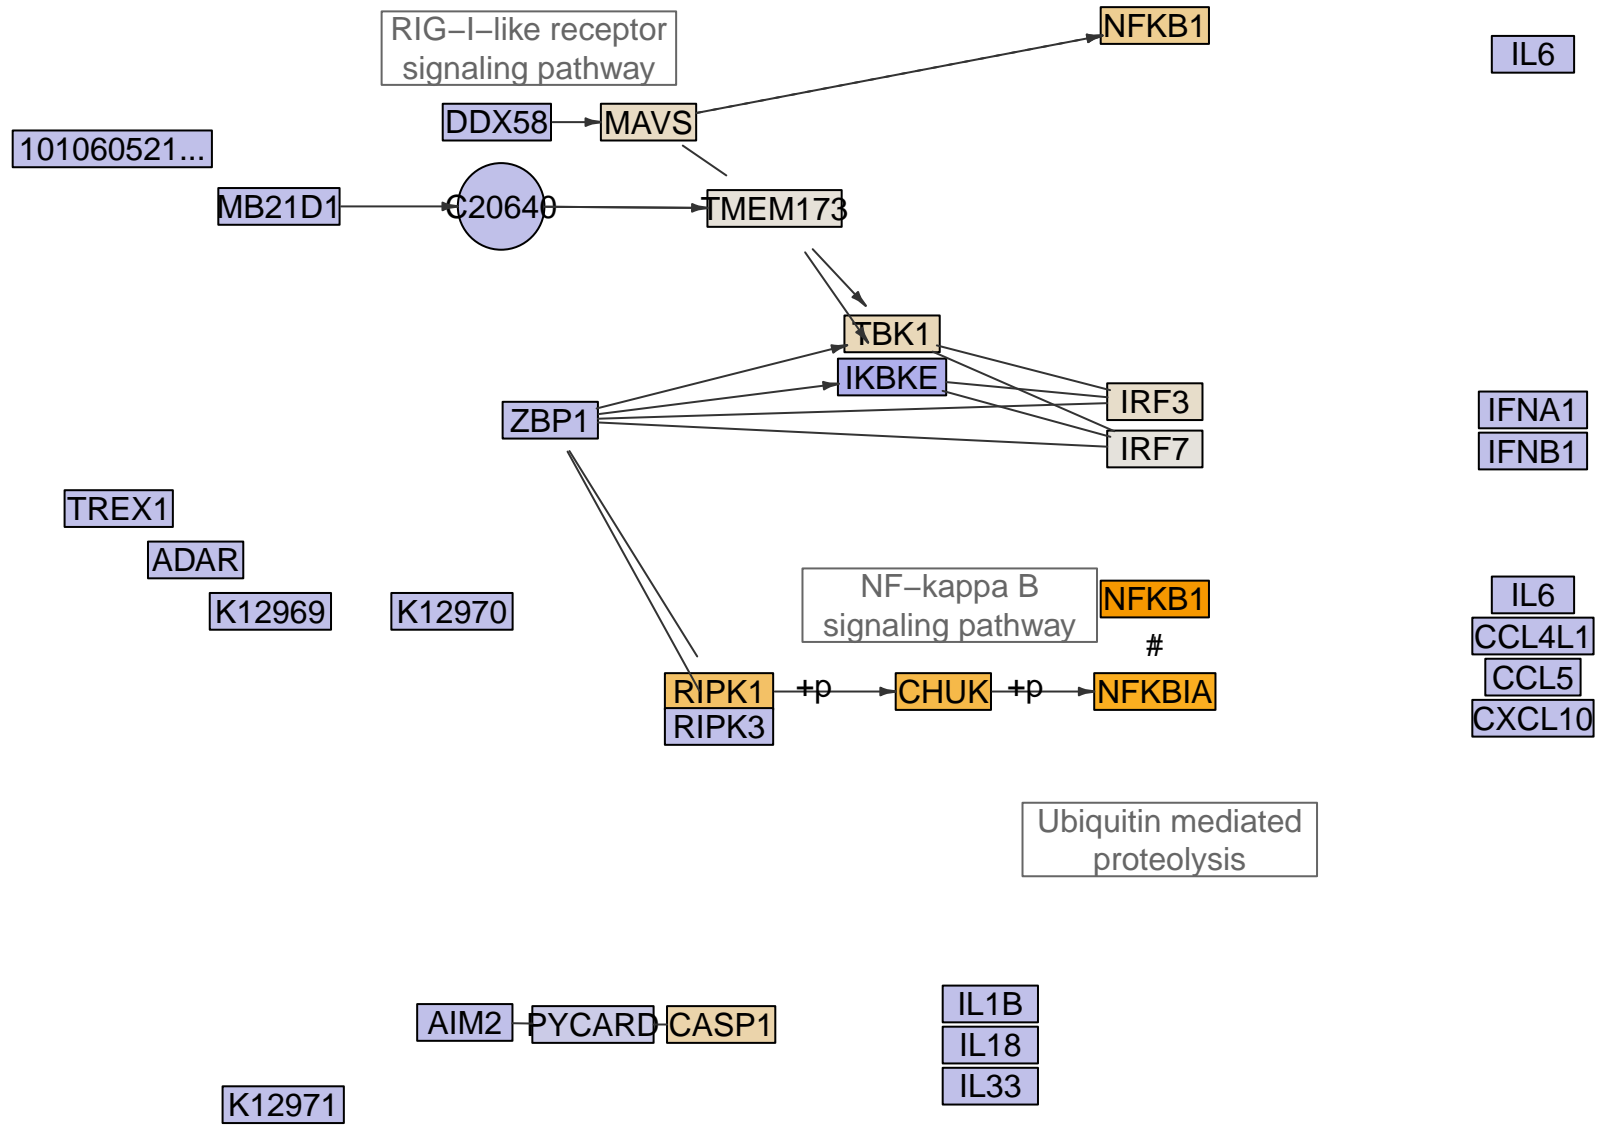 RIG−I−like receptor
signaling pathway
NFKB1
IL6
DDX58
MAVS
101060521...
MB21D1
C20640
TMEM173
TBK1
IKBKE
ZBP1
IRF3
IRF7
IFNA1
IFNB1
TREX1
ADAR
K12969
K12970
NF−kappa B
signaling pathway
NFKB1
#
IL6
CCL4L1
CCL5
CXCL10
RIPK1
+p
CHUK
+p
NFKBIA
RIPK3
Ubiquitin mediated
proteolysis
AIM2
PYCARD
CASP1
IL1B
IL18
IL33
K12971